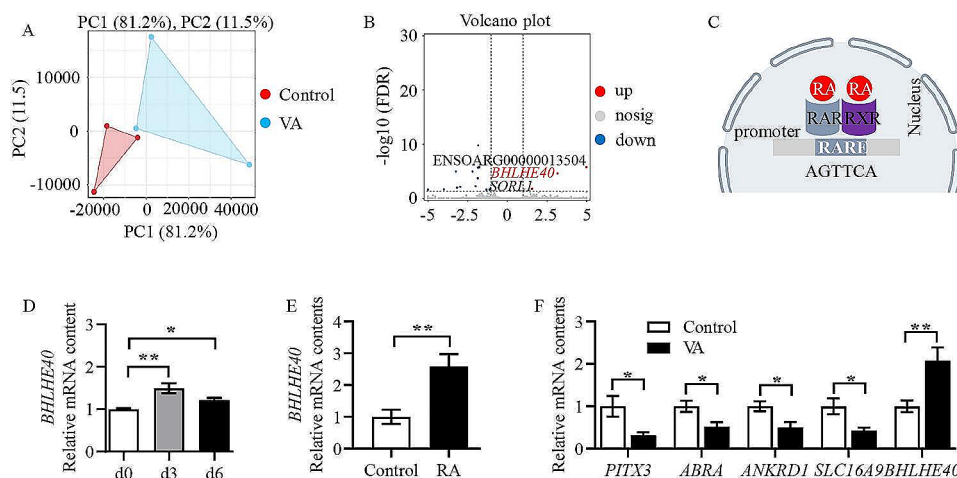 A
PC1 (81.2%), PC2 (11.5%)
PC2 (11.5)
10000
0
-10000
-20000 0 20000 40000
PC1 (81.2%)
Control
VA
B
Volcano plot
-log10 (FDR)
30
20
10
0
-5 -2 0 2 5
ENSOARG00000013504
BHLHE40
SORL1
up
nosig
down
C
Nucleus
RA RA
RAR RXR
promoter
RARE
AGTTCA
D
BHLHE40
Relative mRNA content
3
2
1
0
*
**
d0 d3 d6
E
BHLHE40
Relative mRNA contents
4
3
2
1
0
**
Control RA
F
Relative mRNA contents
3
2
1
0
Control
VA
* * * * **
PITX3 ABRA ANKRD1 SLC16A9 BHLHE40